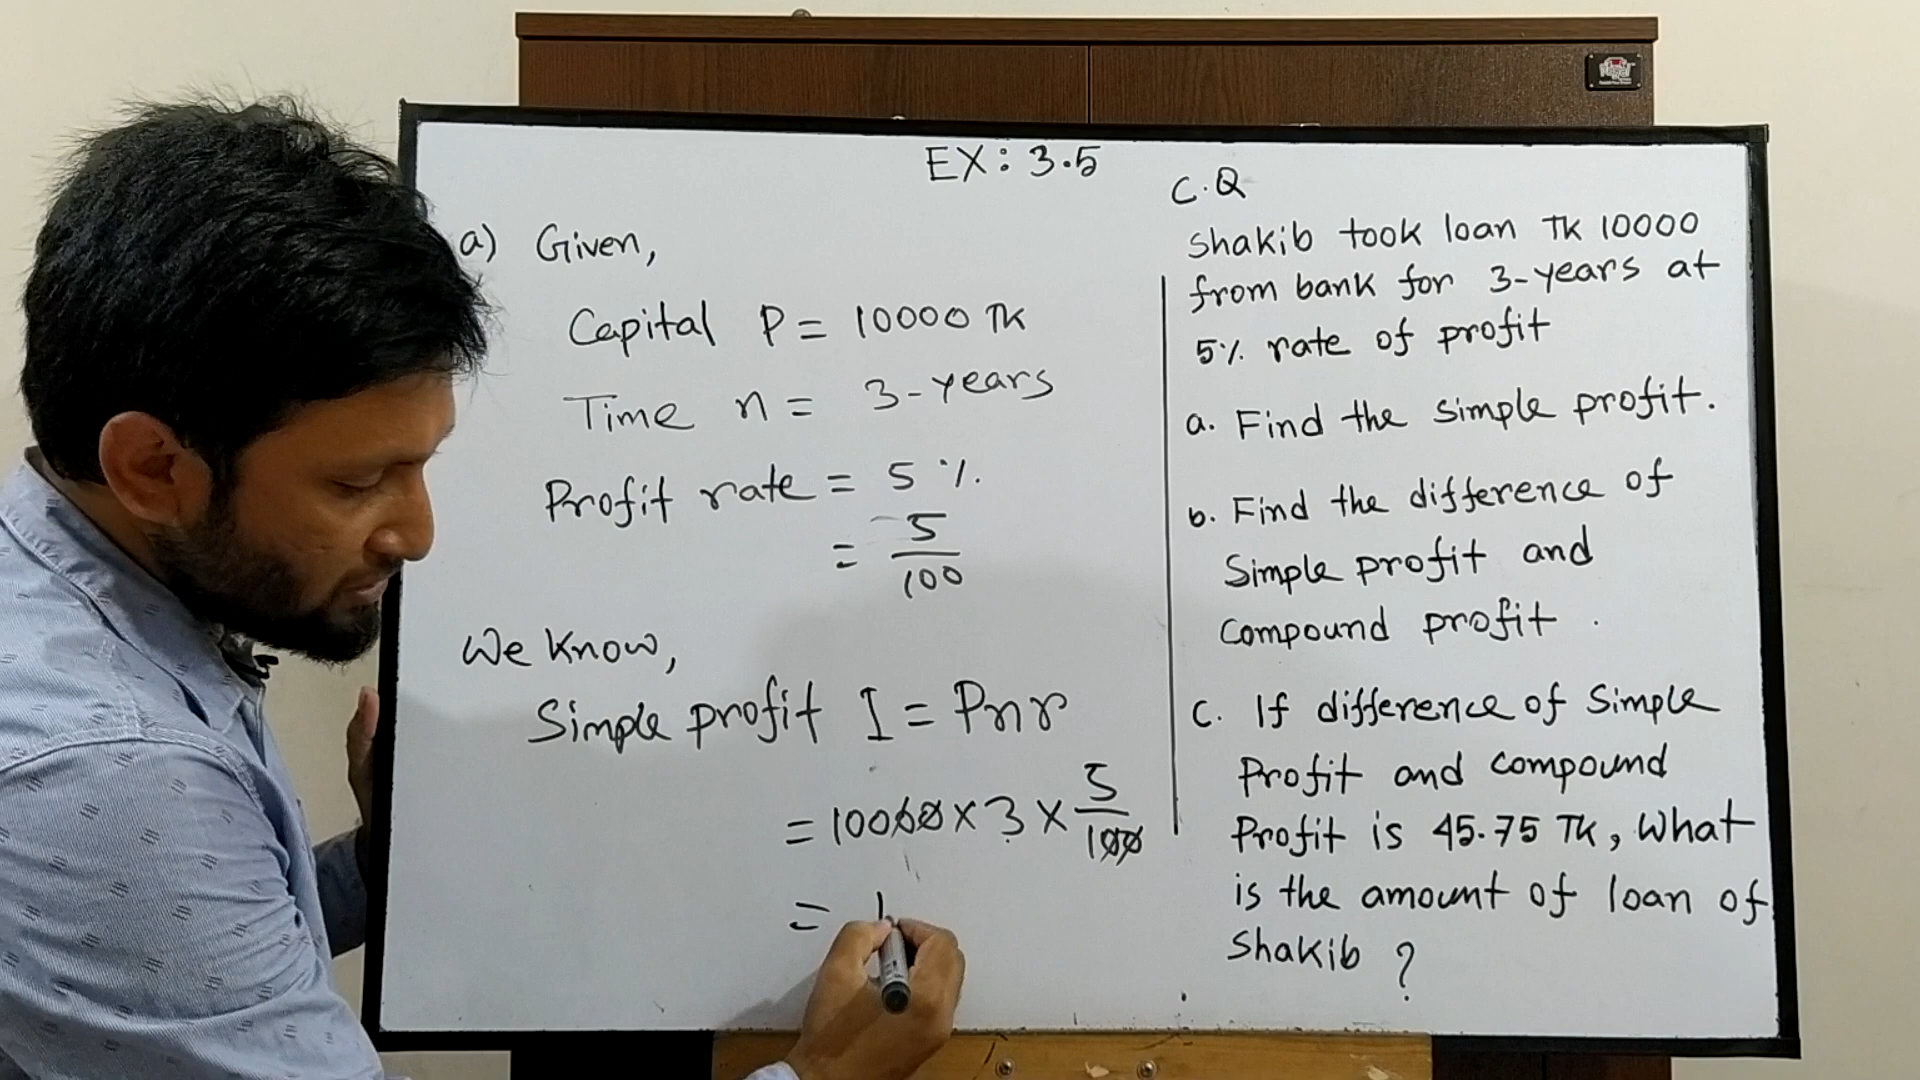 EX: 3.5
a) Given,
Capital P = 10000 TK
Time n = 3-years
Profit rate = 5%.
= 5/100
We Know,
Simple profit I = Pnr
= 10000 × 3 × 5/100
= 1
C.Q
Shakib took loan TK 10000
from bank for 3-years at
5% rate of profit
a. Find the Simple profit.
b. Find the difference of
Simple profit and
Compound profit.
C. If difference of Simple
Profit and compound
Profit is 45.75 TK, What
is the amount of loan of
Shakib ?